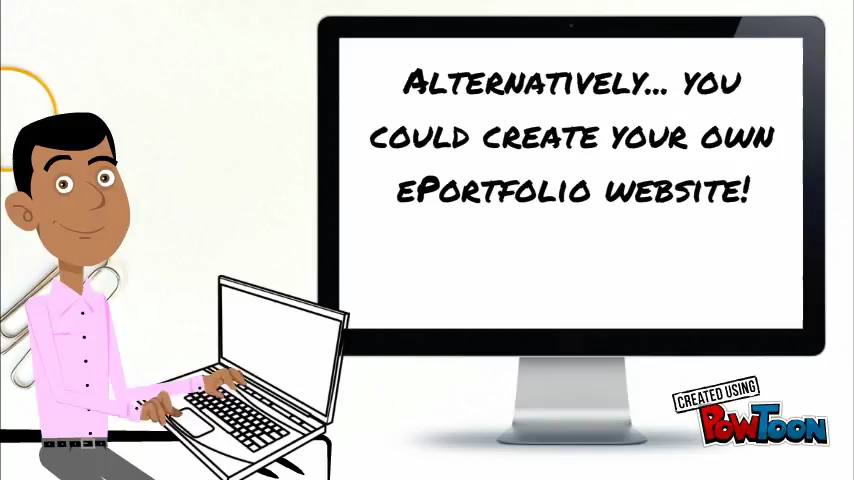 Alternatively... you
could create your own
ePortfolio website!
CREATED USING
PowToon